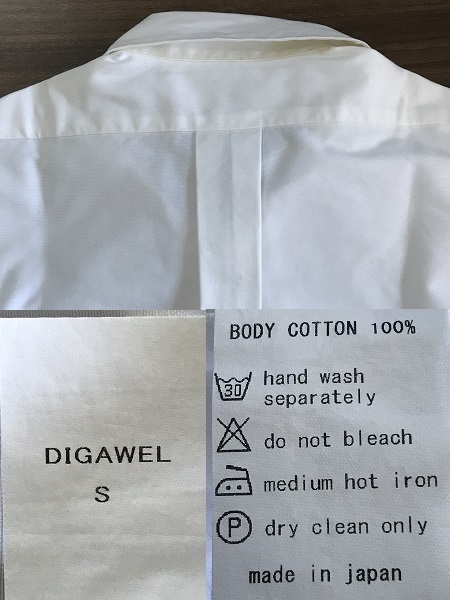 DIGAWEL
S
BODY COTTON 100%
30 hand wash
separately
do not bleach
medium hot iron
P dry clean only
made in japan